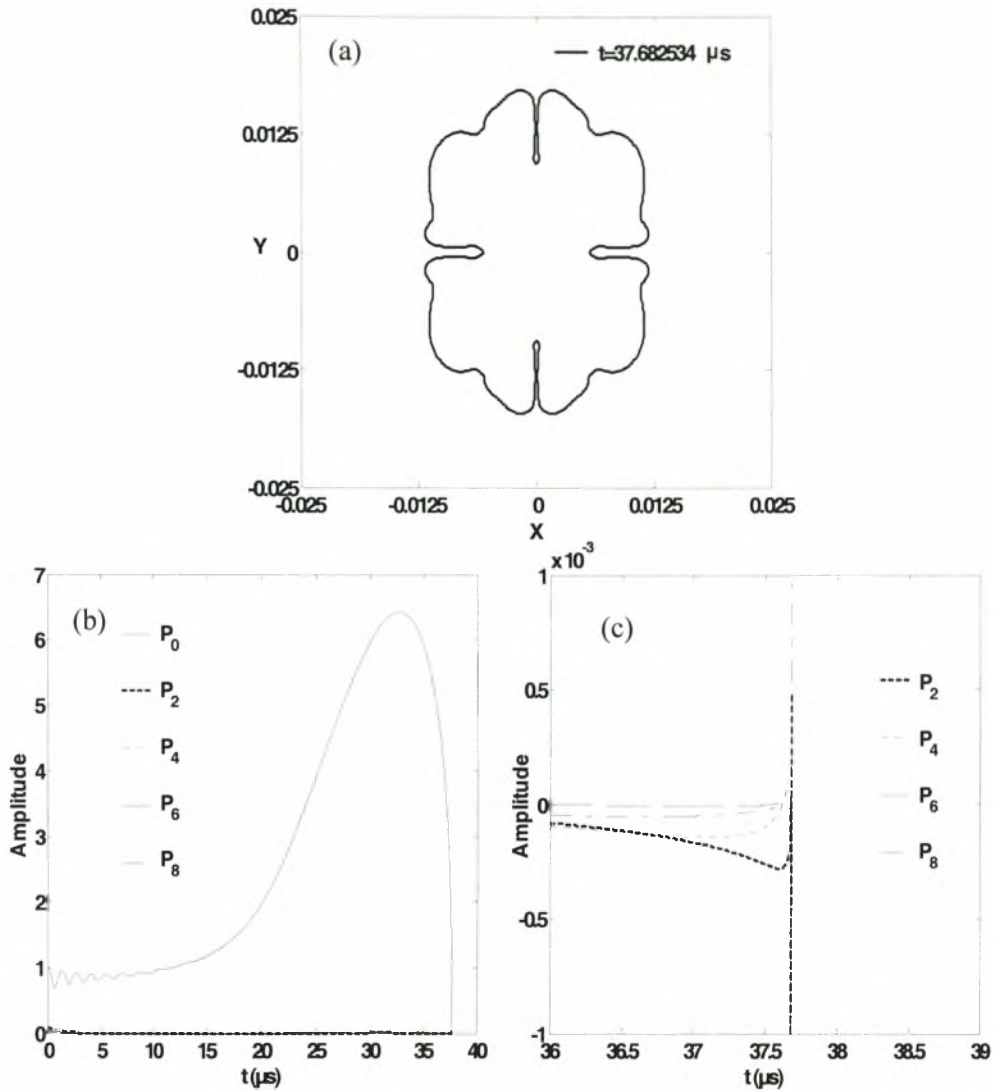 (a)
t=37.682534 µs
0.025
0.0125
Y 0
-0.0125
-0.025
-0.025 -0.0125 0 0.0125 0.025
X
(b)
7
6
5
4
3
2
1
0
Amplitude
P0
P2
P4
P6
P8
0 5 10 15 20 25 30 35 40
t(µs)
x10^-3
(c)
1
0.5
0
-0.5
-1
Amplitude
P2
P4
P6
P8
36 36.5 37 37.5 38 38.5 39
t(µs)